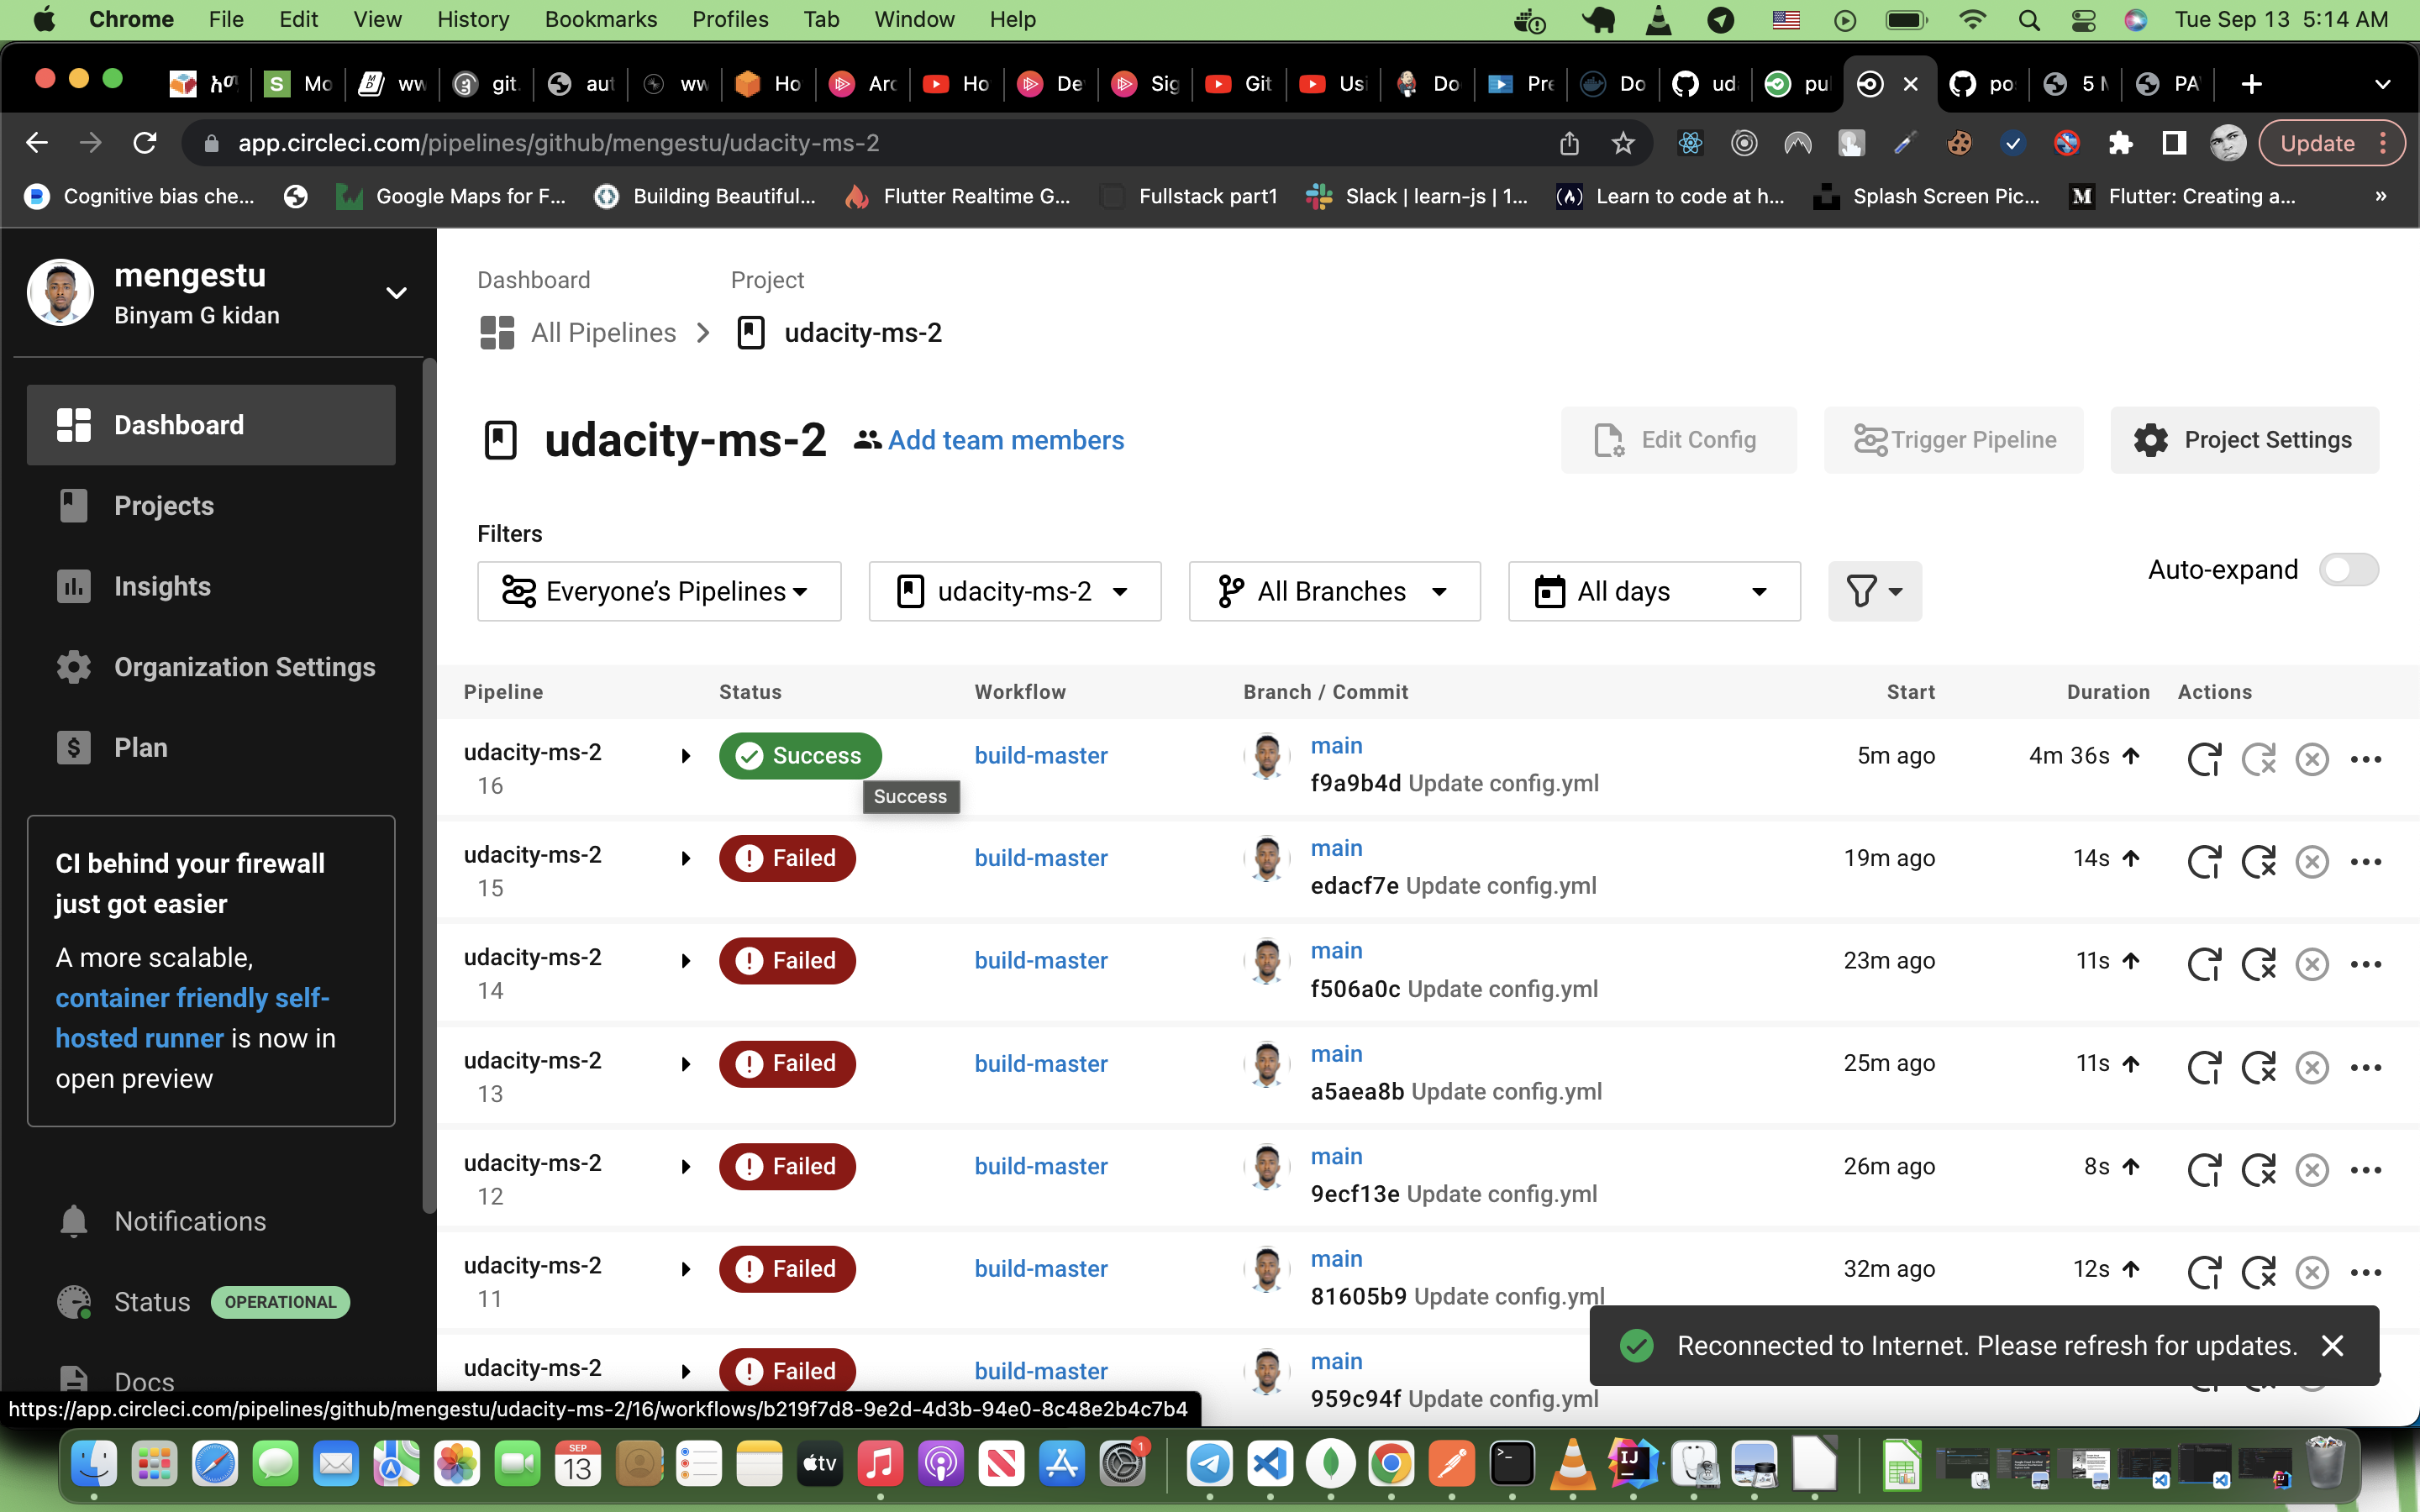 Chrome File Edit View History Bookmarks Profiles Tab Window Help Tue Sep 13 5:14 AM
Mo ww git. aut ww Ho Arc Ho De Sig Git Usi Do Pre Do ud pul po 5 PA
app.circleci.com/pipelines/github/mengestu/udacity-ms-2 Update
Cognitive bias che... Google Maps for F... Building Beautiful... Flutter Realtime G... Fullstack part1 Slack | learn-js | 1... Learn to code at h... Splash Screen Pic... Flutter: Creating a... »
mengestu
Binyam G kidan
Dashboard
Projects
Insights
Organization Settings
Plan
CI behind your firewall
just got easier
A more scalable,
container friendly self-
hosted runner is now in
open preview
Notifications
Status OPERATIONAL
Docs
Dashboard Project
All Pipelines udacity-ms-2
udacity-ms-2 Add team members Edit Config Trigger Pipeline Project Settings
Filters
Everyone’s Pipelines udacity-ms-2 All Branches All days Auto-expand
Pipeline Status Workflow Branch / Commit Start Duration Actions
udacity-ms-2 Success build-master main 5m ago 4m 36s
16 f9a9b4d Update config.yml
Success
udacity-ms-2 Failed build-master main 19m ago 14s
15 edacf7e Update config.yml
udacity-ms-2 Failed build-master main 23m ago 11s
14 f506a0c Update config.yml
udacity-ms-2 Failed build-master main 25m ago 11s
13 a5aea8b Update config.yml
udacity-ms-2 Failed build-master main 26m ago 8s
12 9ecf13e Update config.yml
udacity-ms-2 Failed build-master main 32m ago 12s
11 81605b9 Update config.yml
udacity-ms-2 Failed build-master main
959c94f Update config.yml
Reconnected to Internet. Please refresh for updates.
https://app.circleci.com/pipelines/github/mengestu/udacity-ms-2/16/workflows/b219f7d8-9e2d-4d3b-94e0-8c48e2b4c7b4
SEP
13
tv
1
IJ